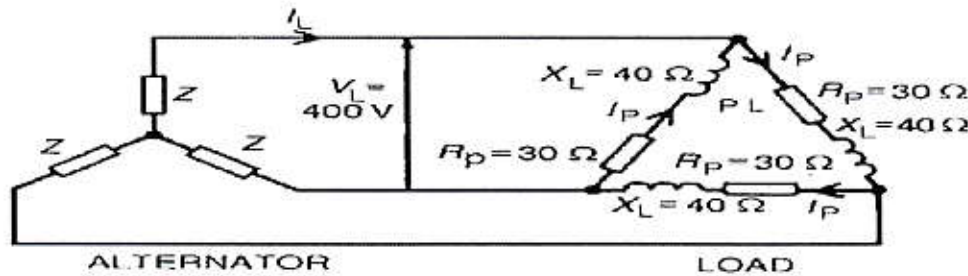 I_L
X_L = 40 Ω
I_P
V_L =
400 V
Z
Z
Z
I_P
P L
R_P = 30 Ω
X_L = 40 Ω
R_p = 30 Ω
R_P = 30 Ω
X_L = 40 Ω
I_P
ALTERNATOR
LOAD